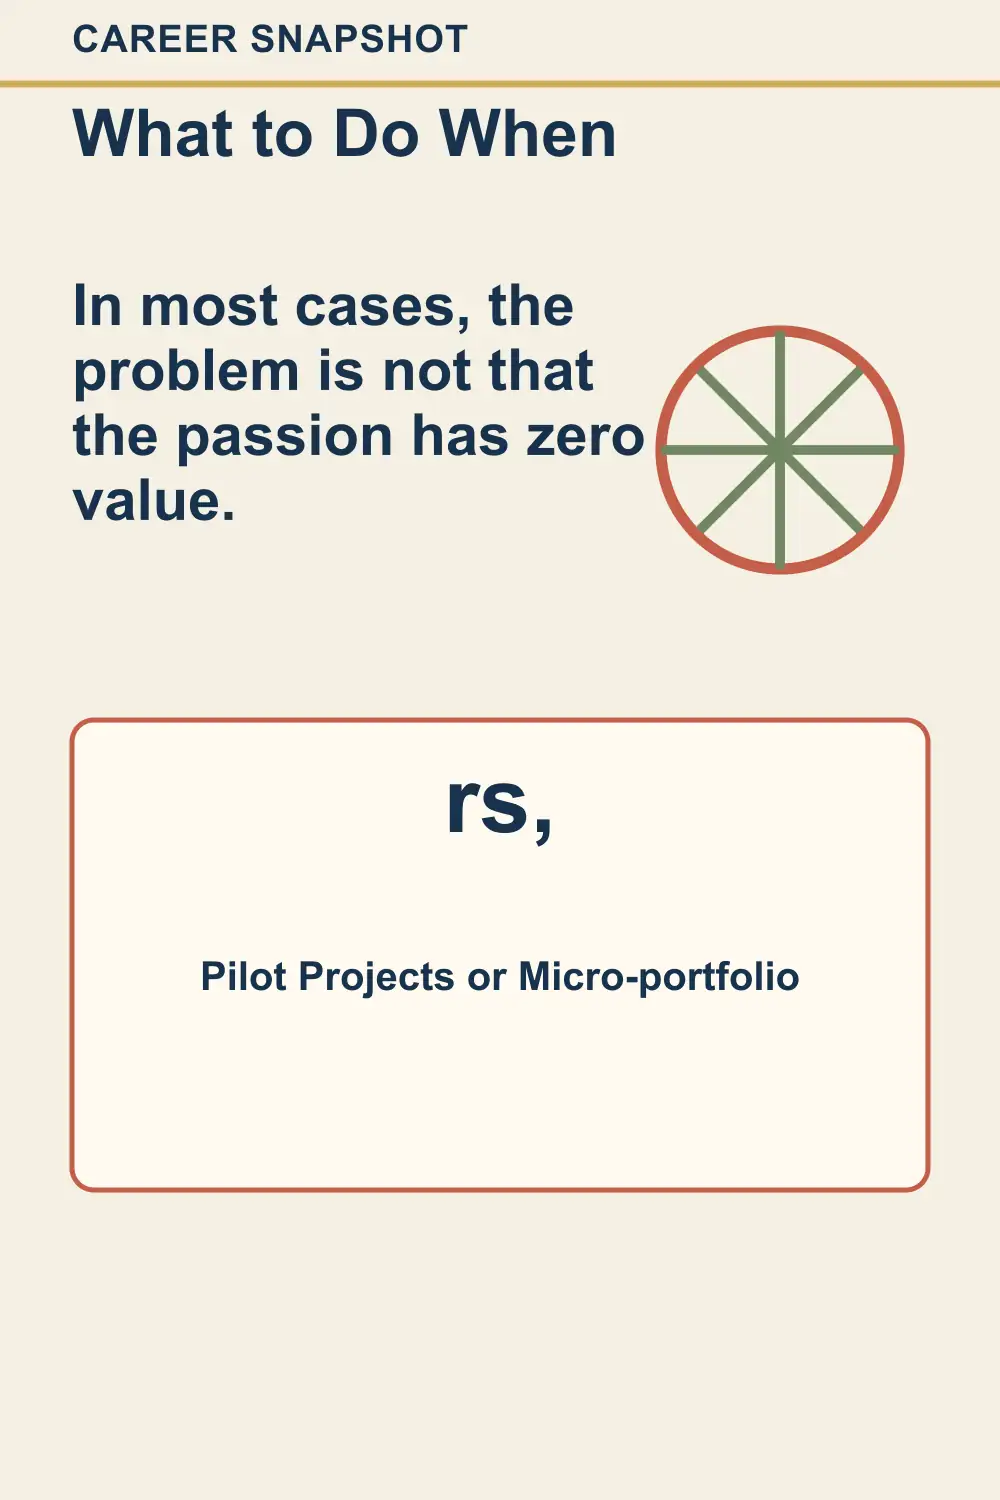 CAREER SNAPSHOT
What to Do When
In most cases, the
problem is not that
the passion has zero
value.
rs,
Pilot Projects or Micro-portfolio